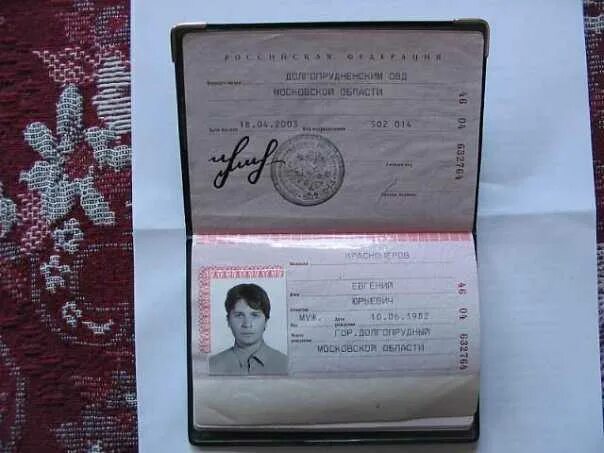 РОССИЙСКАЯ ФЕДЕРАЦИЯ
ДОЛГОПРУДНЕНСКИМ ОВД
МОСКОВСКОЙ ОБЛАСТИ
18.04.2003 502 014
46 04 632764
ЕВГЕНИЙ
ЮРЬЕВИЧ
МУЖ. 10.06.1982
ГОР.ДОЛГОПРУДНЫЙ
МОСКОВСКОЙ ОБЛАСТИ
46 04 632764